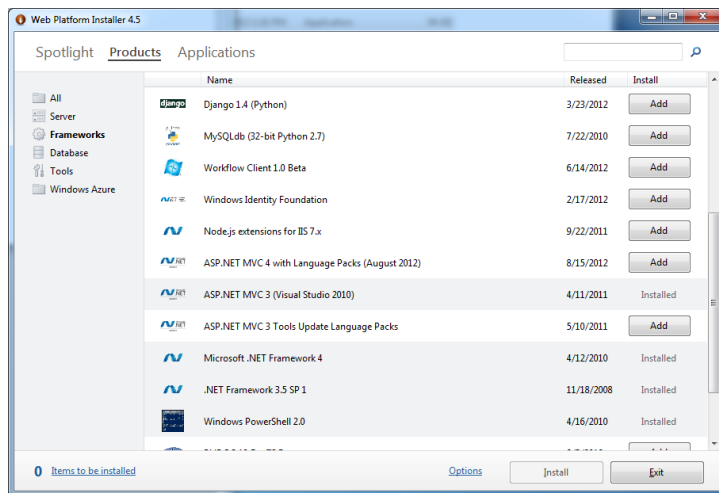 Web Platform Installer 4.5
Spotlight Products Applications
Name Released Install
All
Server
Frameworks
Database
Tools
Windows Azure
django Django 1.4 (Python) 3/23/2012 Add
MySQLdb (32-bit Python 2.7) 7/22/2010 Add
Workflow Client 1.0 Beta 6/14/2012 Add
Windows Identity Foundation 2/17/2012 Add
Node.js extensions for IIS 7.x 9/22/2011 Add
ASP.NET MVC 4 with Language Packs (August 2012) 8/15/2012 Add
ASP.NET MVC 3 (Visual Studio 2010) 4/11/2011 Installed
ASP.NET MVC 3 Tools Update Language Packs 5/10/2011 Add
Microsoft .NET Framework 4 4/12/2010 Installed
.NET Framework 3.5 SP 1 11/18/2008 Installed
Windows PowerShell 2.0 4/16/2010 Installed
0 Items to be installed Options Install Exit